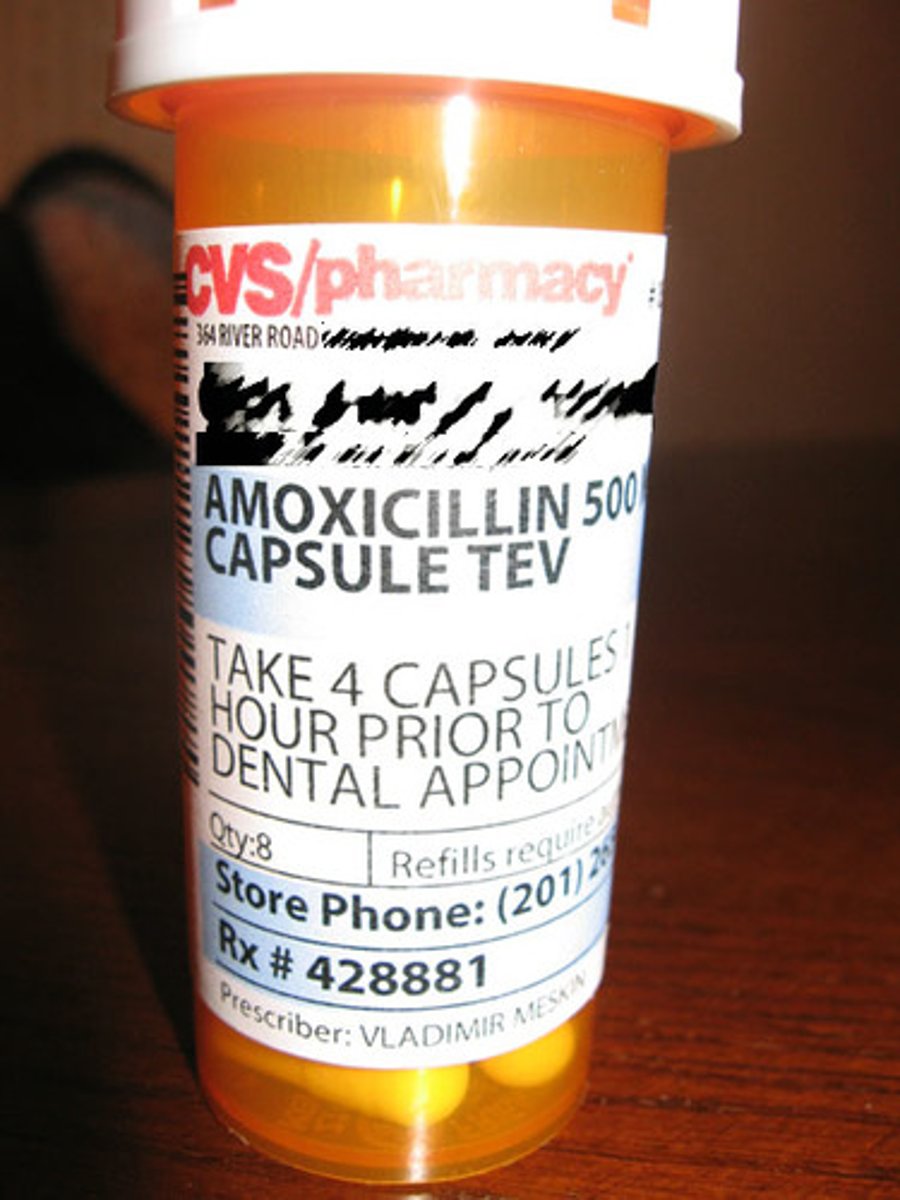 CVS/pharmacy
364 RIVER ROAD
AMOXICILLIN 500
CAPSULE TEV
TAKE 4 CAPSULES 1
HOUR PRIOR TO
DENTAL
Qty:8 Refills require
Store Phone: (201)
Rx # 428881
Prescriber: VLADIMIR MESKIN